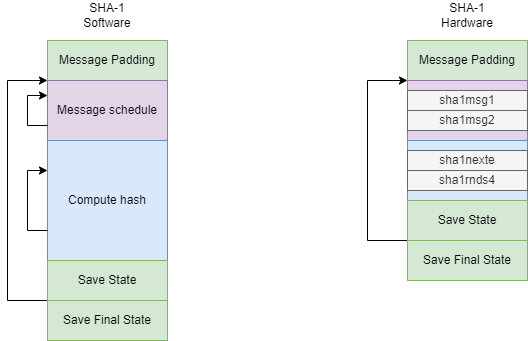 SHA-1
Software
Message Padding
Message schedule
Compute hash
Save State
Save Final State
SHA-1
Hardware
Message Padding
sha1msg1
sha1msg2
sha1nexte
sha1rnds4
Save State
Save Final State